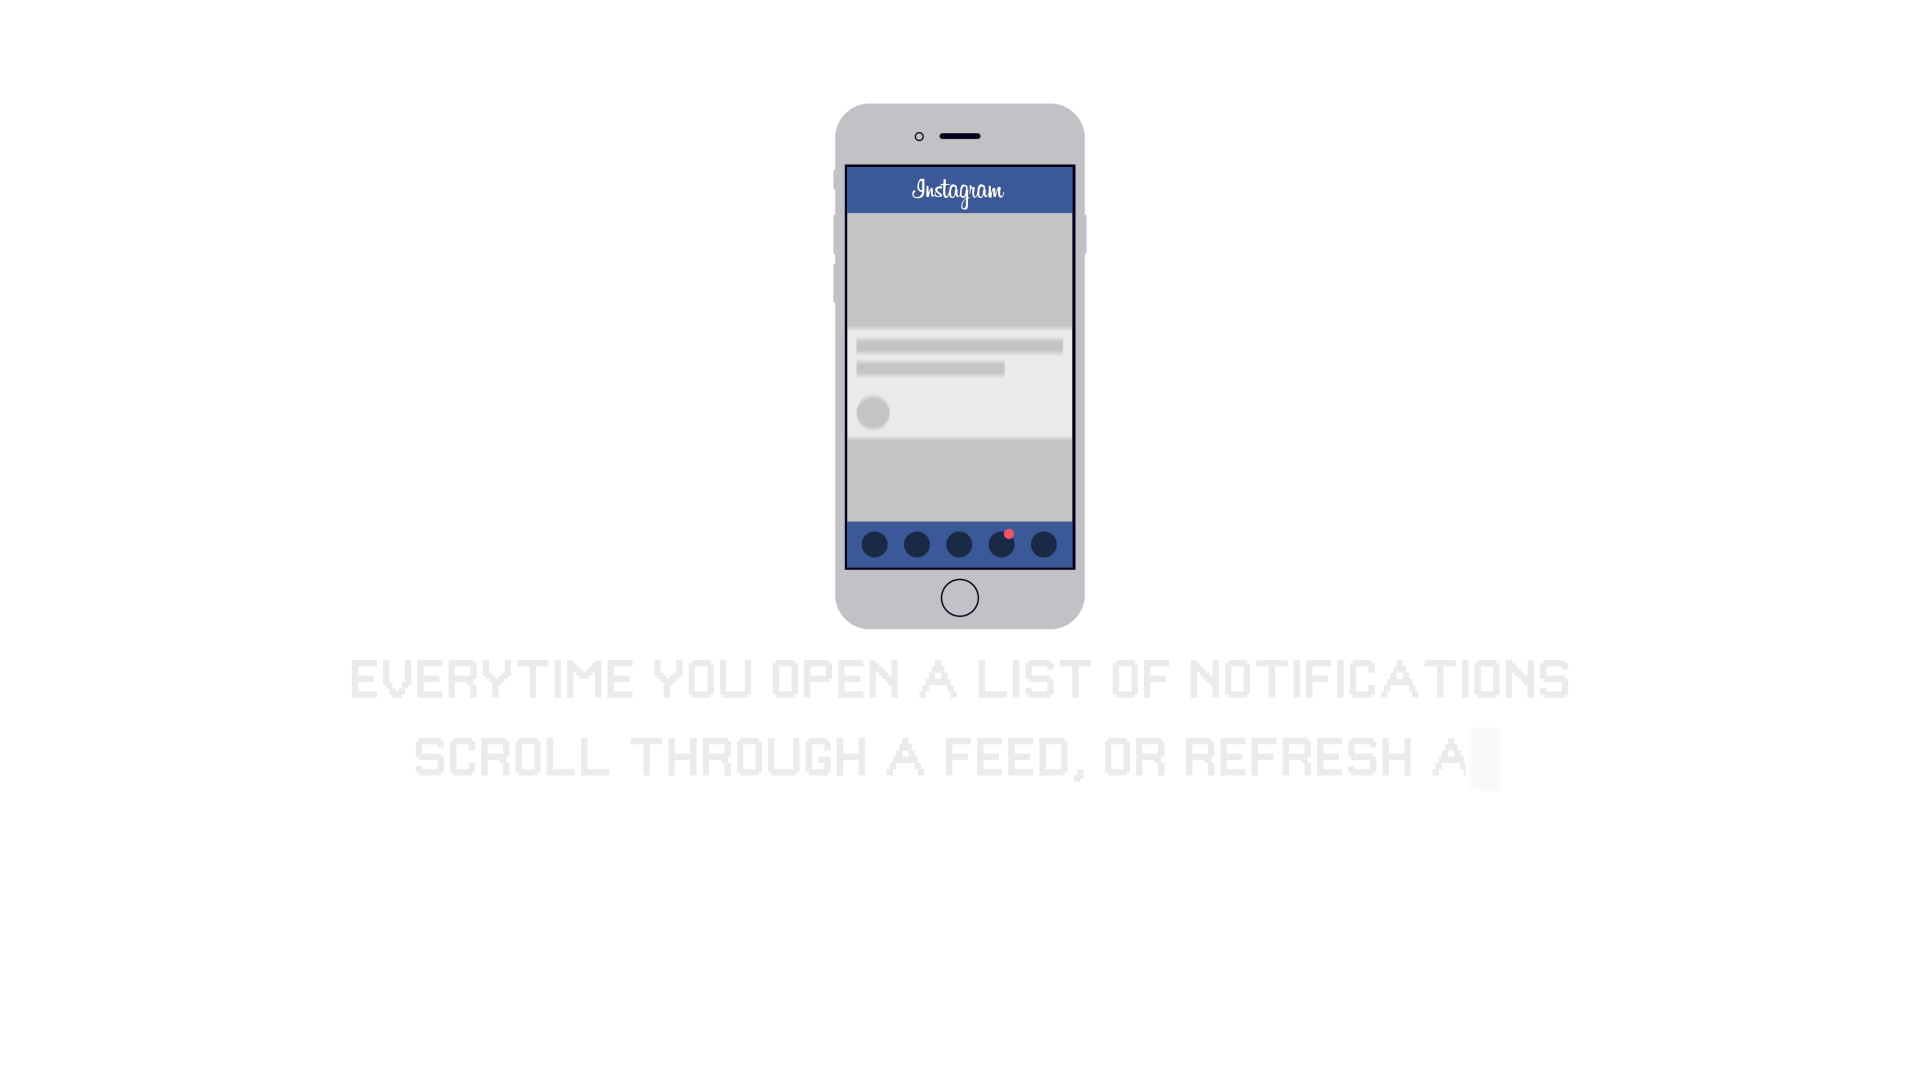 Instagram
EVERYTIME YOU OPEN A LIST OF NOTIFICATIONS
SCROLL THROUGH A FEED, OR REFRESH A